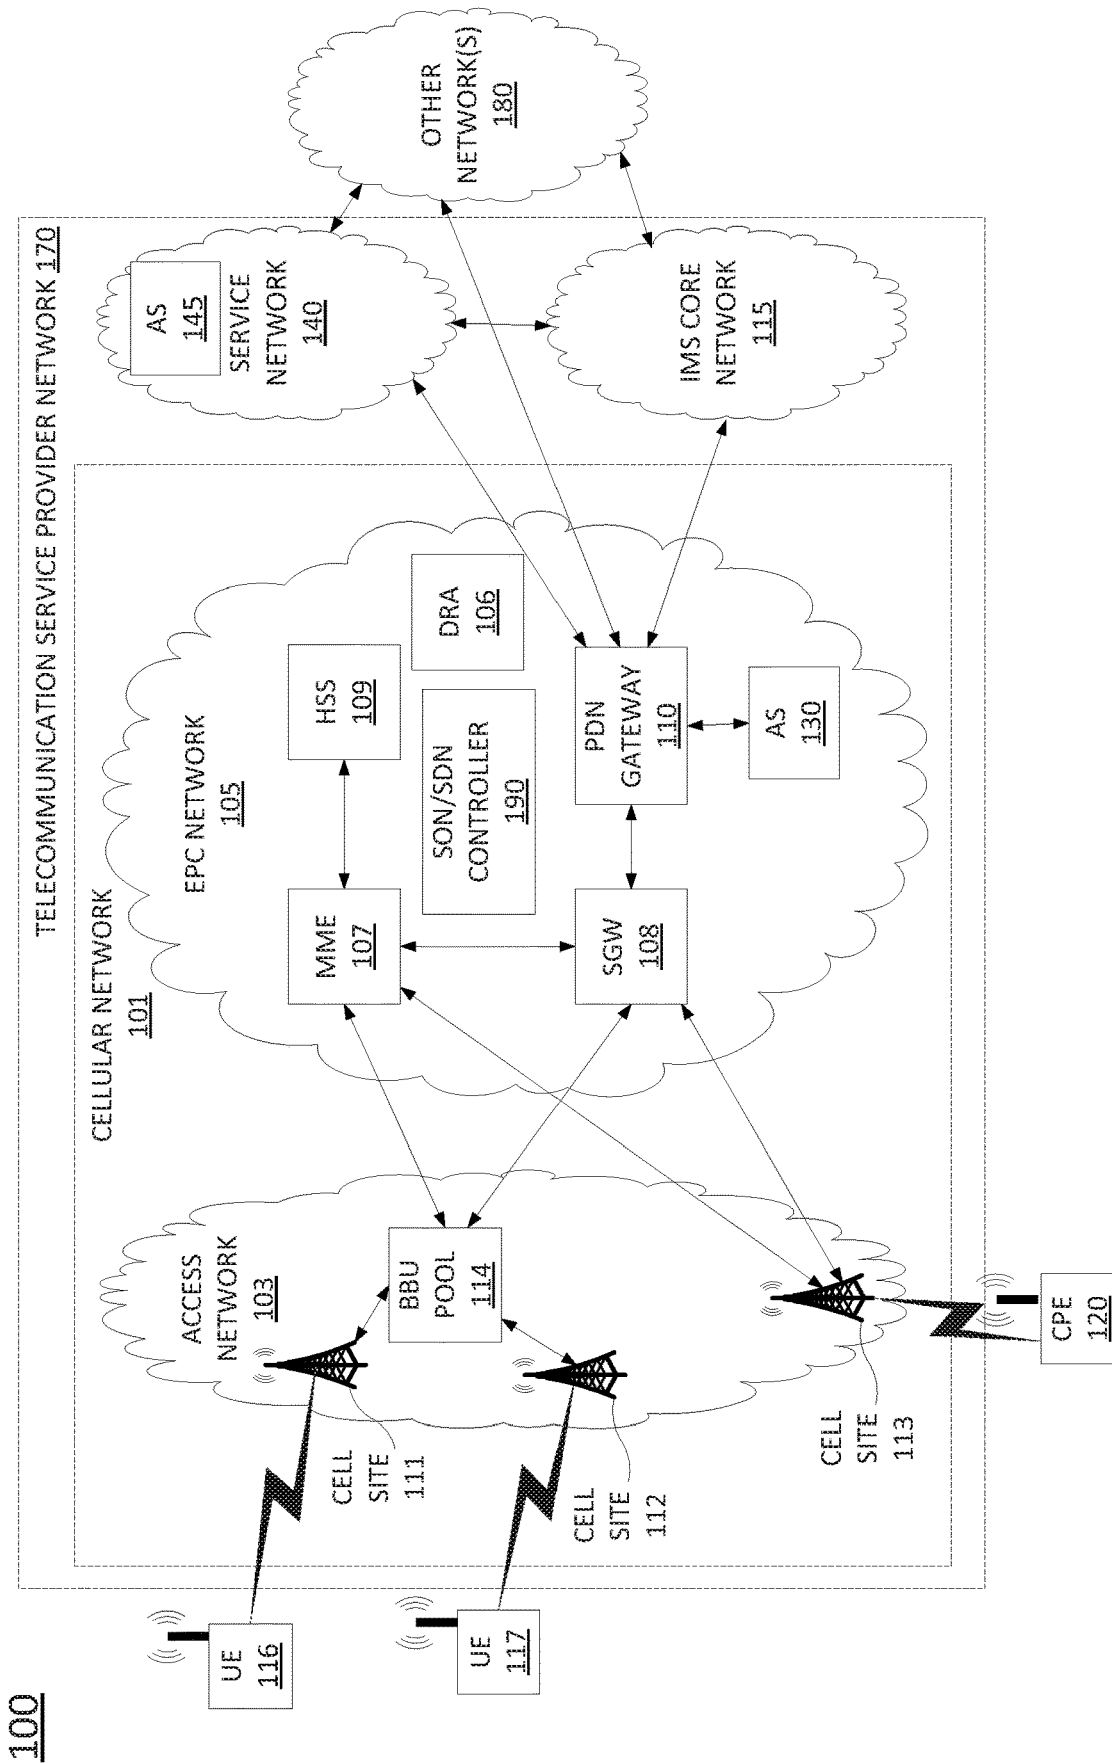 100
TELECOMMUNICATION SERVICE PROVIDER NETWORK 170
CELLULAR NETWORK
101
ACCESS
NETWORK
103
EPC NETWORK
105
UE
116
UE
117
CELL
SITE
111
CELL
SITE
112
CELL
SITE
113
BBU
POOL
114
MME
107
HSS
109
SON/SDN
CONTROLLER
190
DRA
106
SGW
108
PDN
GATEWAY
110
AS
130
AS
145
SERVICE
NETWORK
140
IMS CORE
NETWORK
115
OTHER
NETWORK(S)
180
CPE
120